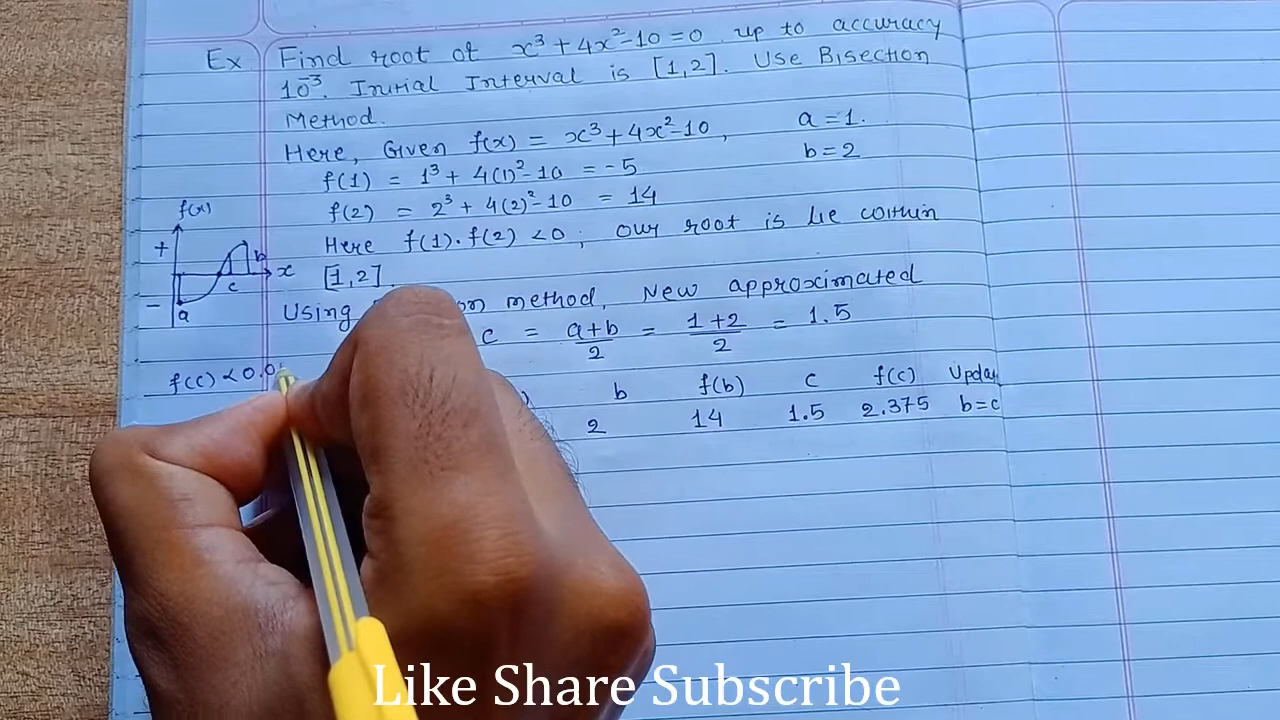 Ex Find root of x³ + 4x² - 10 = 0 up to accuracy
10⁻³. Initial Interval is [1,2]. Use Bisection
Method.
Here, Given f(x) = x³ + 4x² - 10, a = 1.
b = 2
f(1) = 1³ + 4(1)² - 10 = -5
f(2) = 2³ + 4(2)² - 10 = 14
Here f(1).f(2) < 0, our root is lie within
[1,2].
f(x)
+
b
x
c
-
a
Using method, New approximated
c = a+b/2 = 1+2/2 = 1.5
f(c) < 0.0
b f(b) c f(c)
2 14 1.5 2.375 b=c
Like Share Subscribe